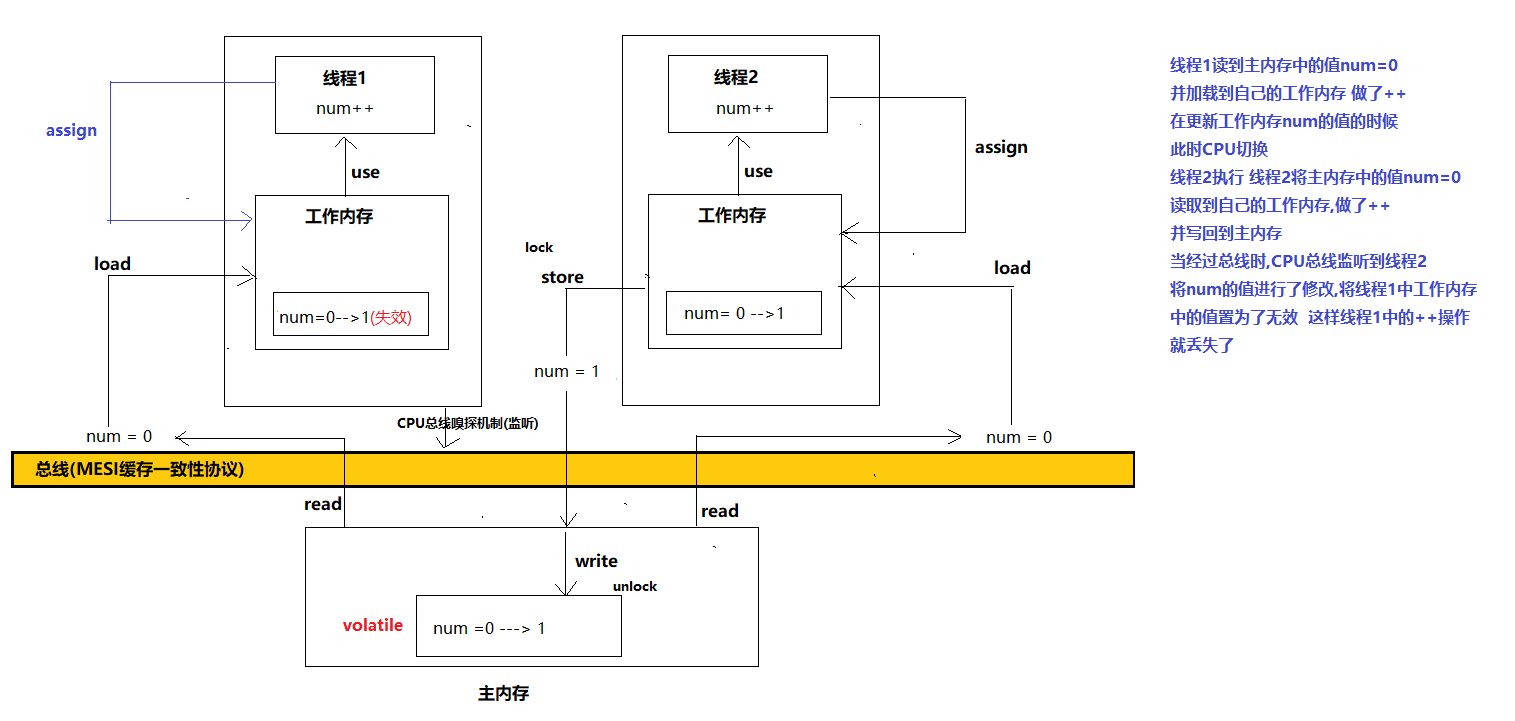 线程1
num++
assign
use
工作内存
load
num=0-->1(失效)
num = 0
线程2
num++
assign
use
工作内存
lock
store
load
num= 0 -->1
num = 1
num = 0
CPU总线嗅探机制(监听)
总线(MESI缓存一致性协议)
read
read
write
unlock
volatile
num =0 ---> 1
主内存
线程1读到主内存中的值num=0
并加载到自己的工作内存 做了++
在更新工作内存num的值的时候
此时CPU切换
线程2执行 线程2将主内存中的值num=0
读取到自己的工作内存,做了++
并写回到主内存
当经过总线时,CPU总线监听到线程2
将num的值进行了修改,将线程1中工作内存
中的值置为了无效 这样线程1中的++操作
就丢失了